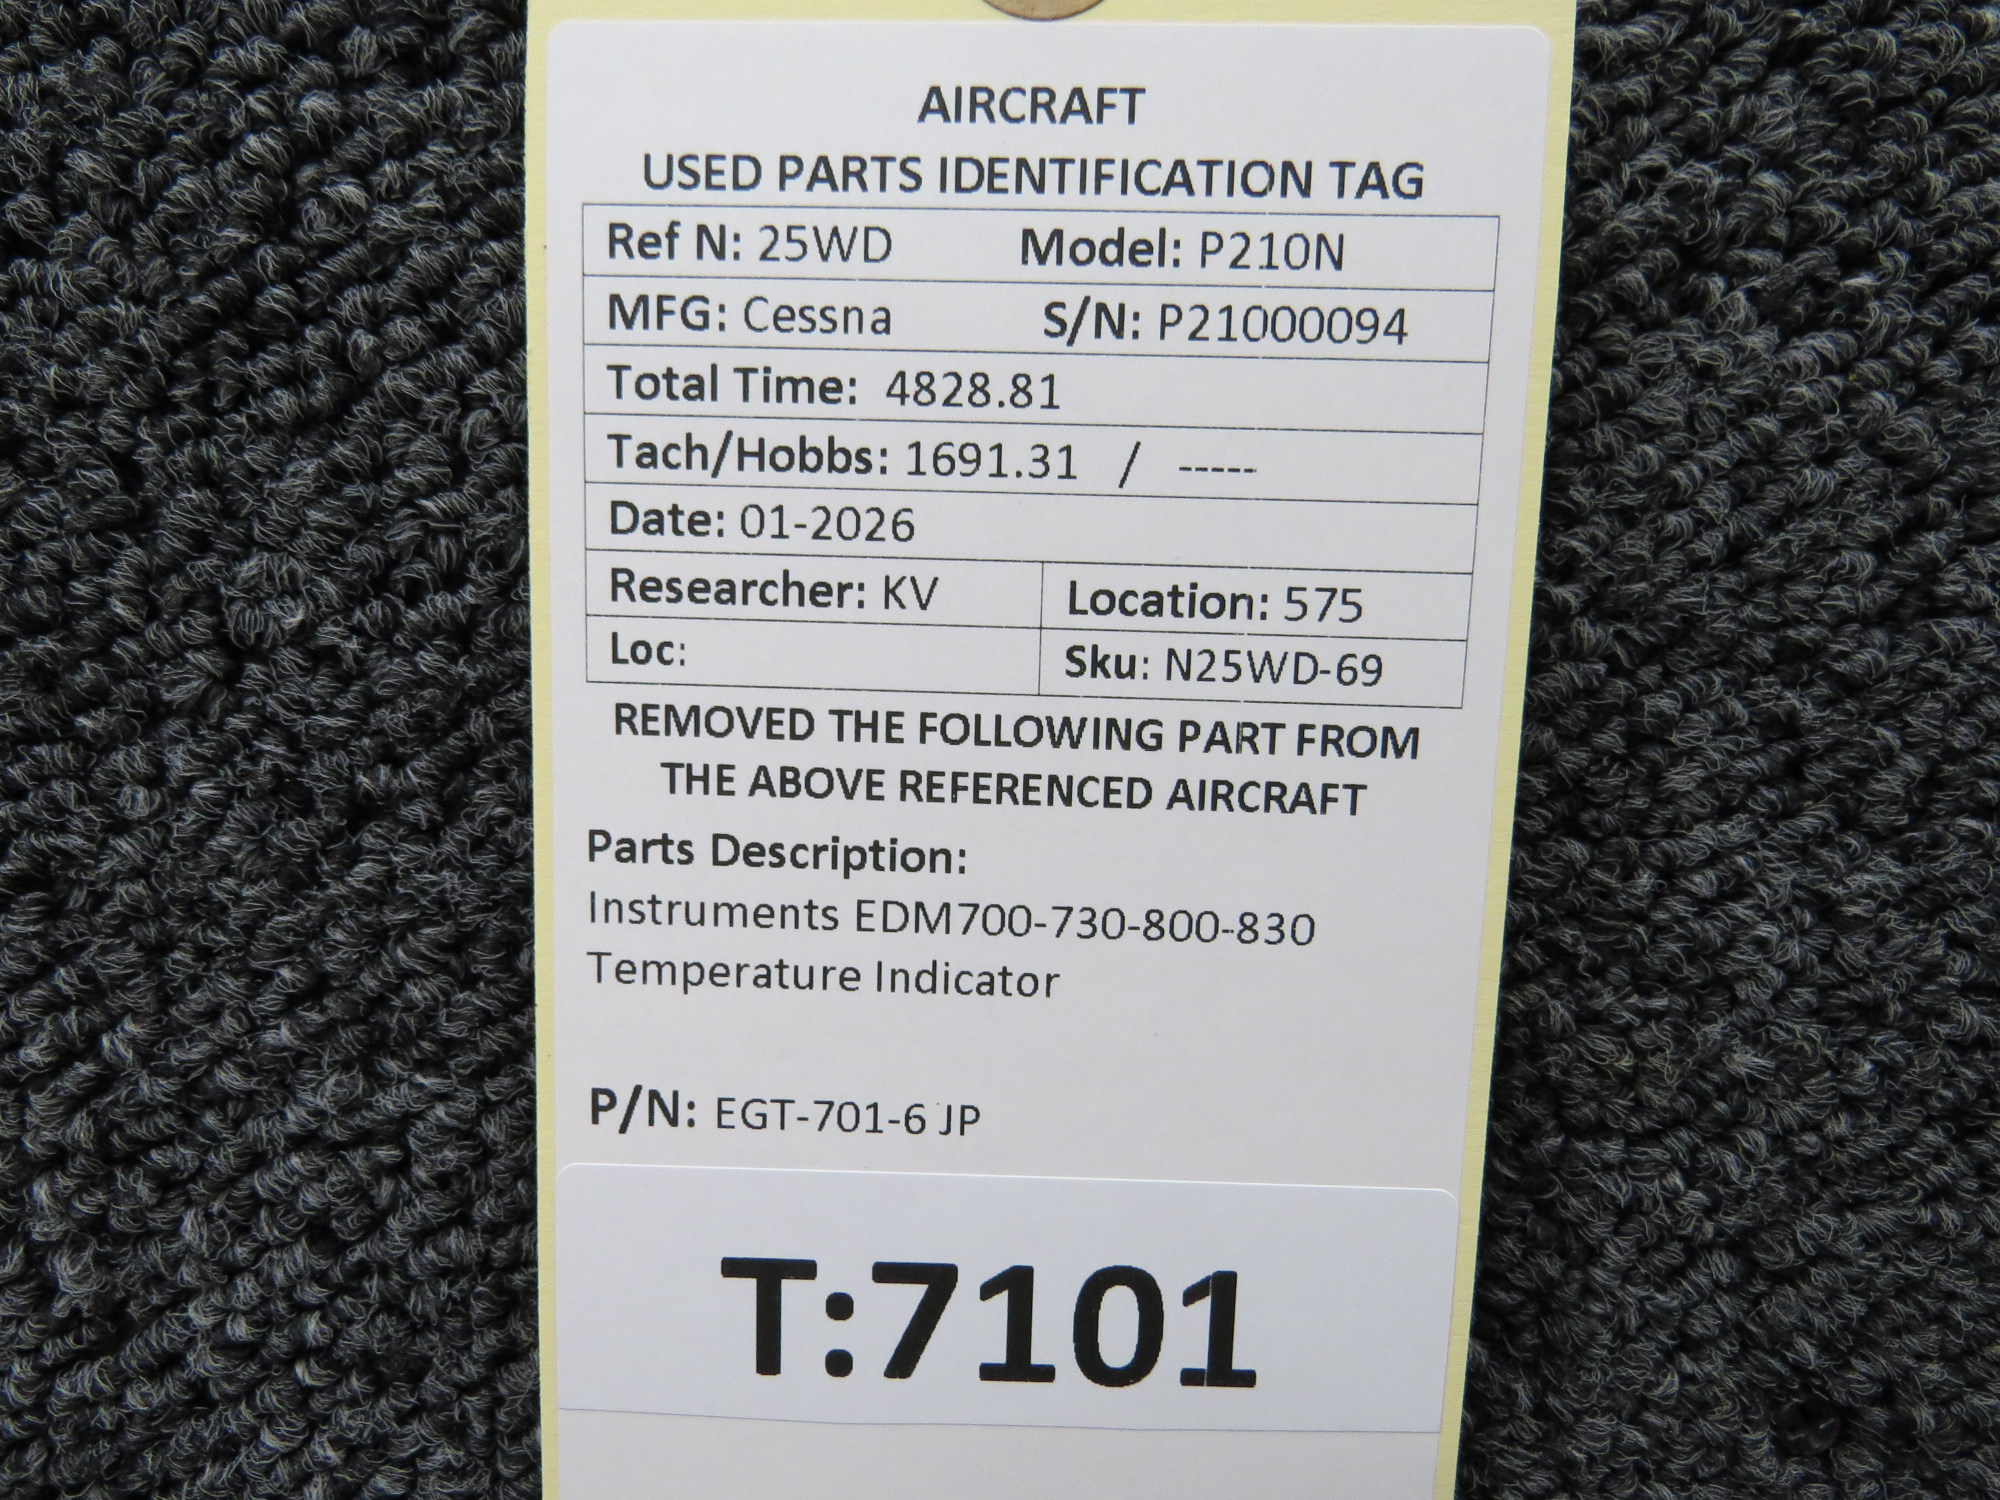 AIRCRAFT
USED PARTS IDENTIFICATION TAG
Ref N: 25WD Model: P210N
MFG: Cessna S/N: P21000094
Total Time: 4828.81
Tach/Hobbs: 1691.31 / -----
Date: 01-2026
Researcher: KV Location: 575
Loc: Sku: N25WD-69
REMOVED THE FOLLOWING PART FROM
THE ABOVE REFERENCED AIRCRAFT
Parts Description:
Instruments EDM700-730-800-830
Temperature Indicator
P/N: EGT-701-6 JP
T:7101